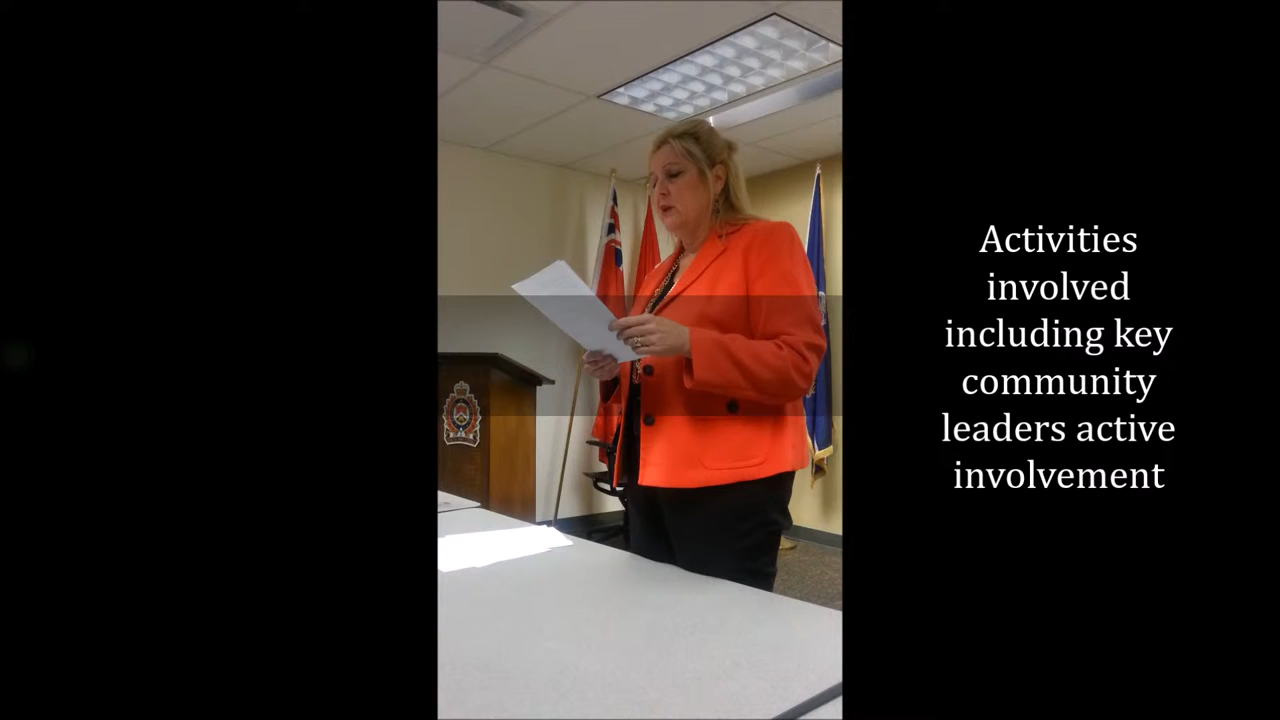 Activities
involved
including key
community
leaders active
involvement